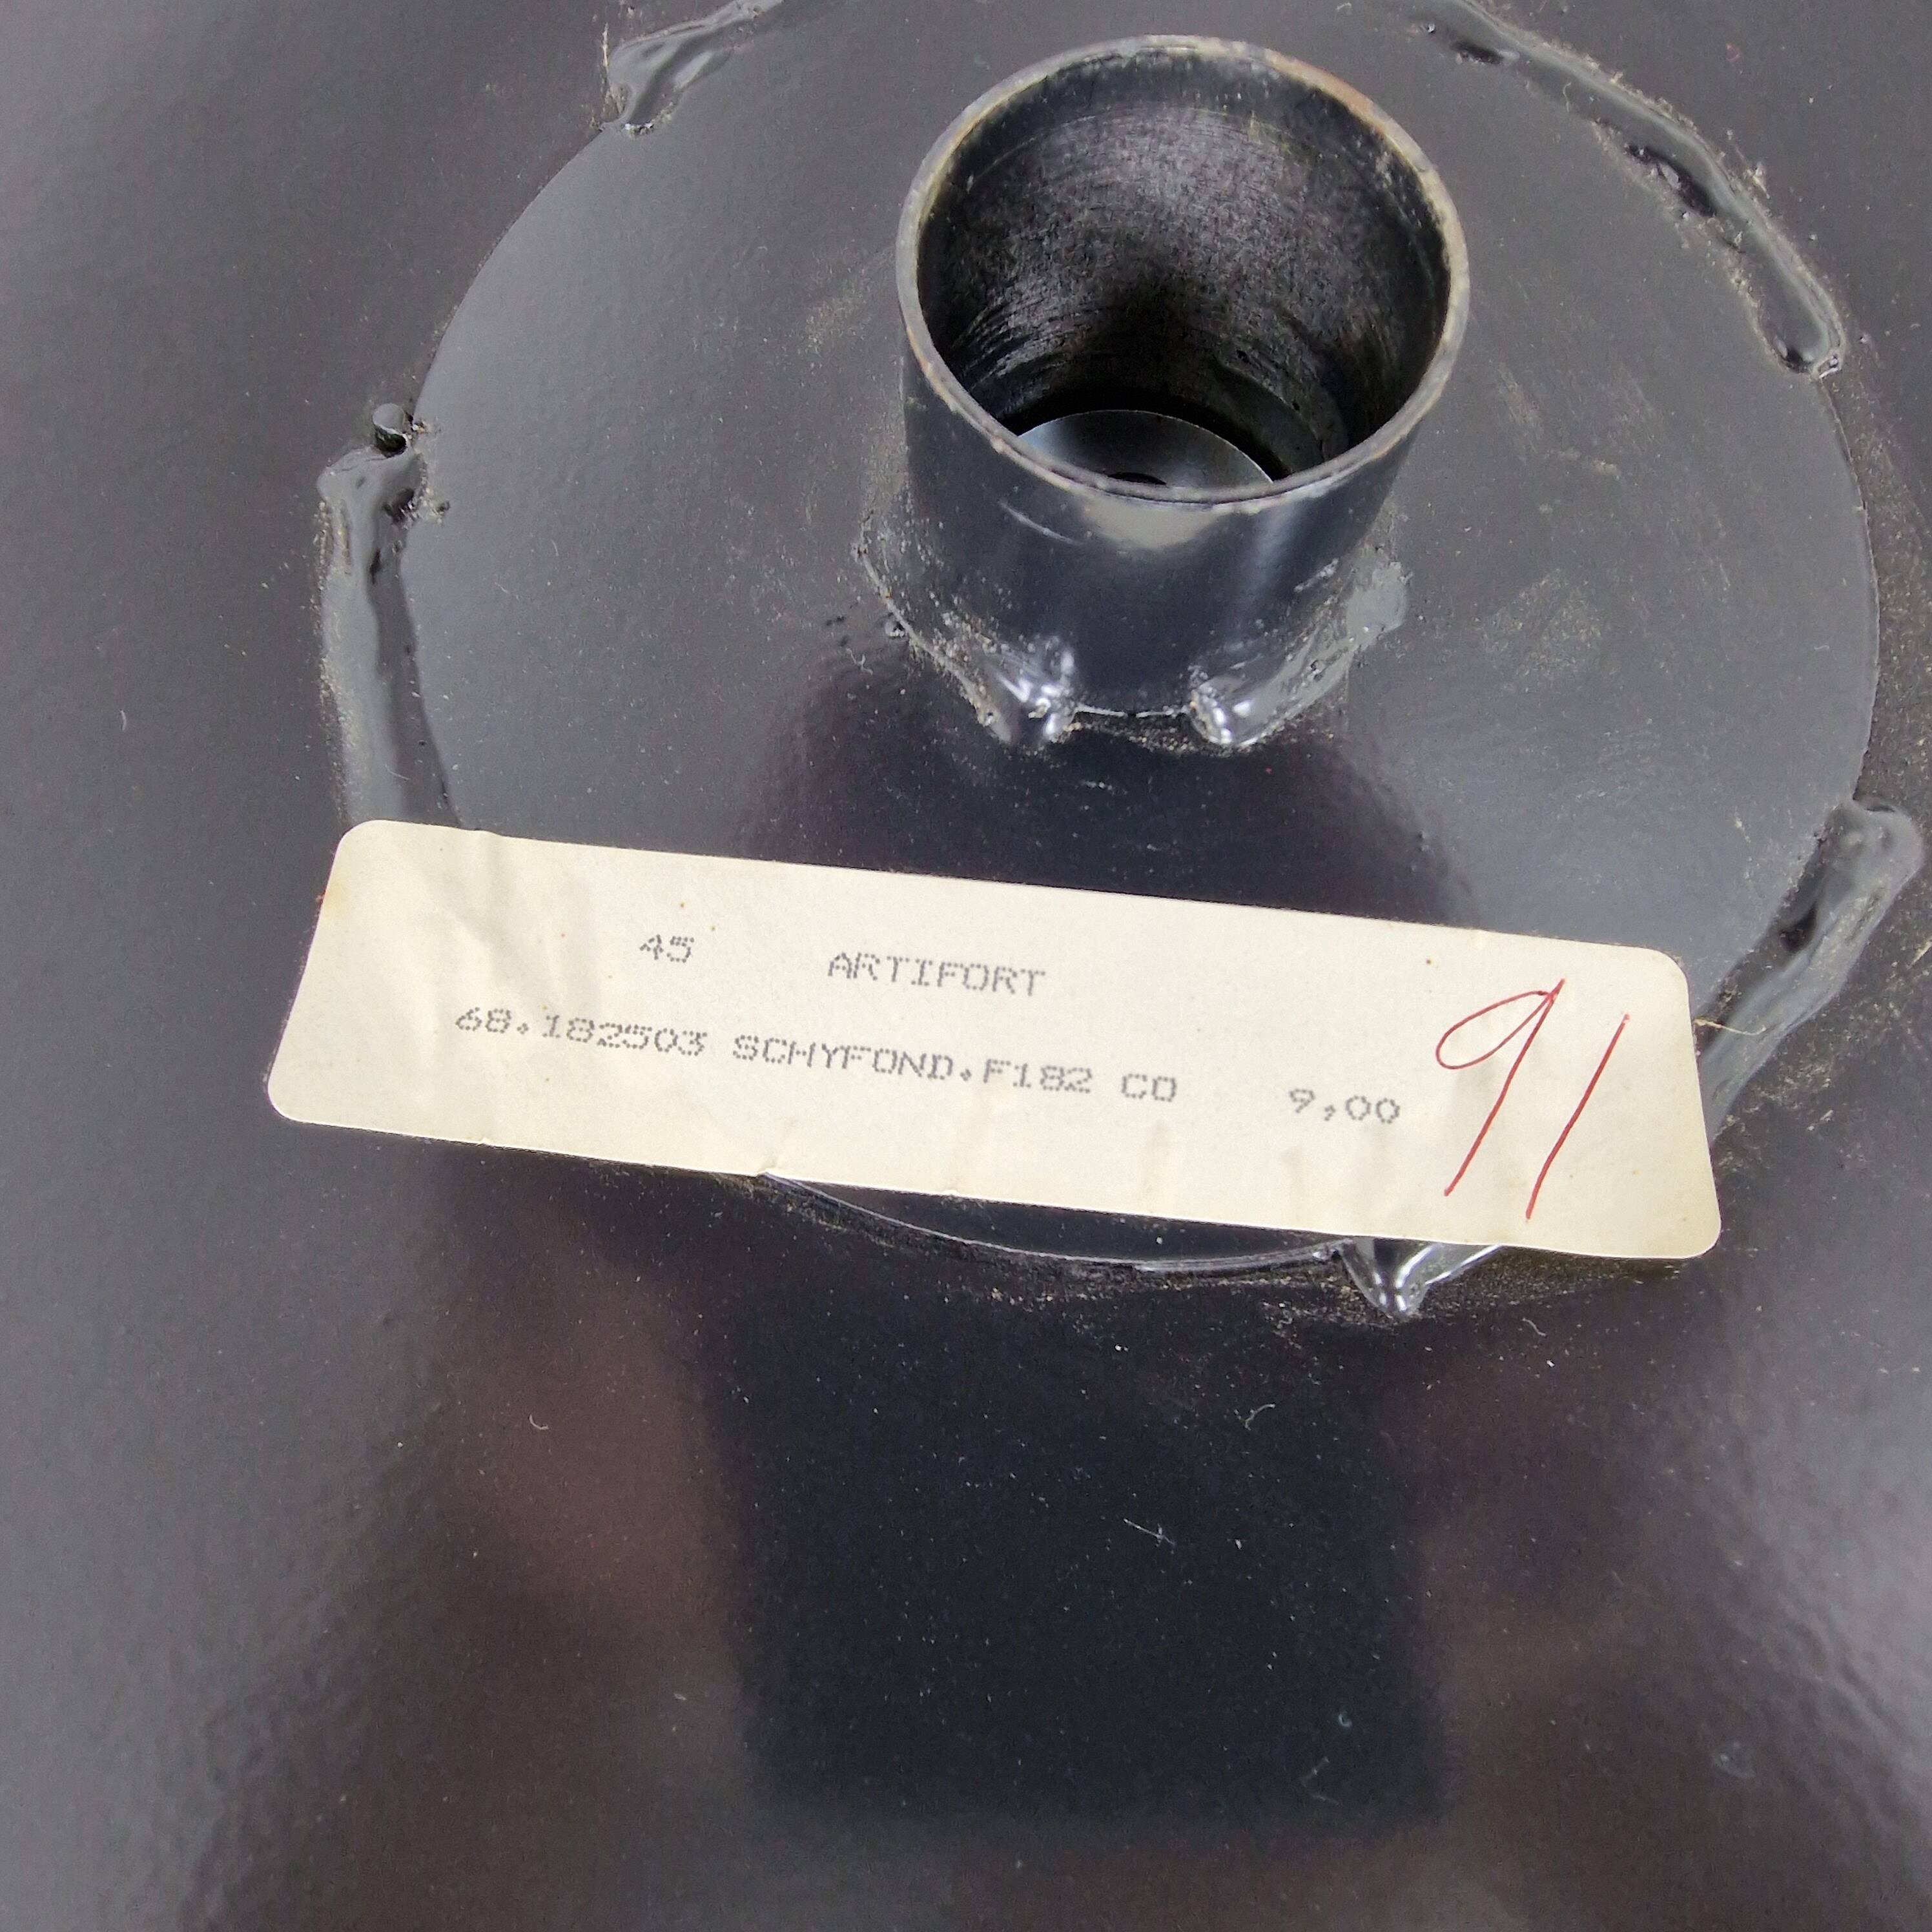 45 ARTIFORT
68.182503 SCHYFOND.F182 CO 9,00
91